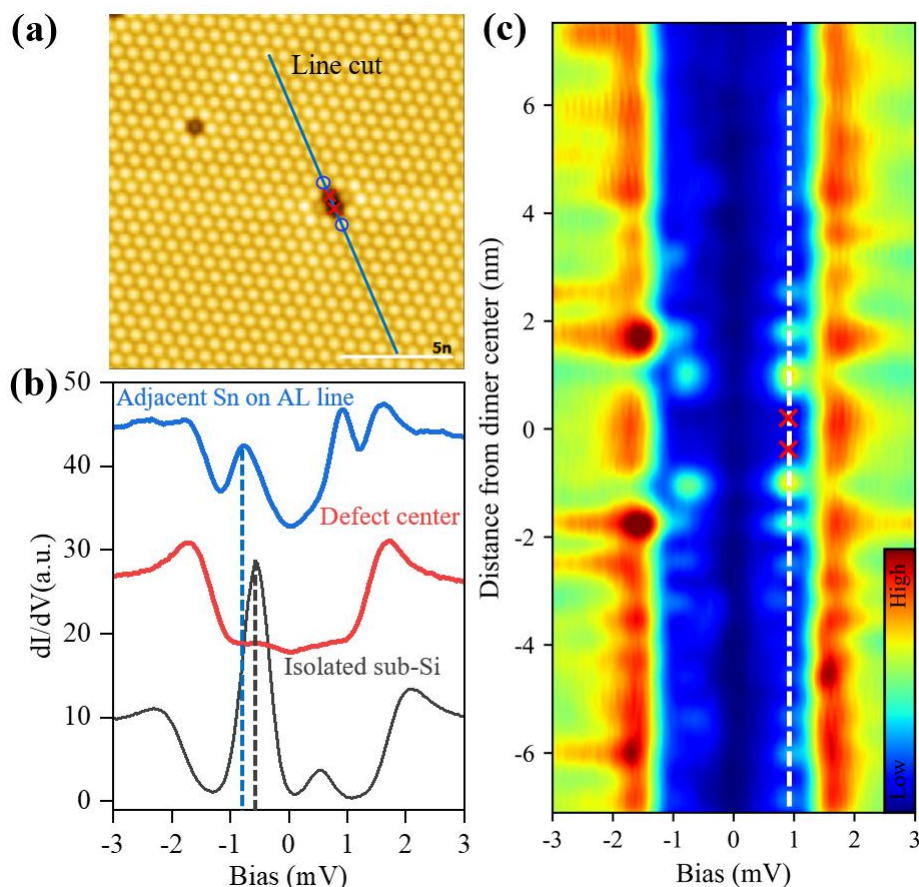 (a)
Line cut
5n
(b)
50
40
30
20
10
0
dI/dV(a.u.)
Adjacent Sn on AL line
Defect center
Isolated sub-Si
-3
-2
-1
0
1
2
3
Bias (mV)
(c)
6
4
2
0
-2
-4
-6
Distance from dimer center (nm)
High
Low
-3
-2
-1
0
1
2
3
Bias (mV)